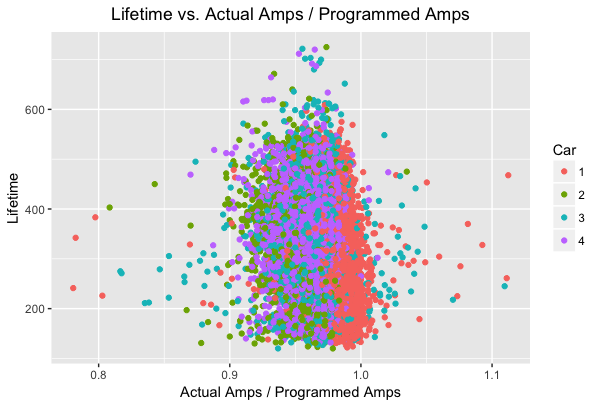 Lifetime vs. Actual Amps / Programmed Amps
600
400
200
Lifetime
0.8 0.9 1.0 1.1
Actual Amps / Programmed Amps
Car
1
2
3
4